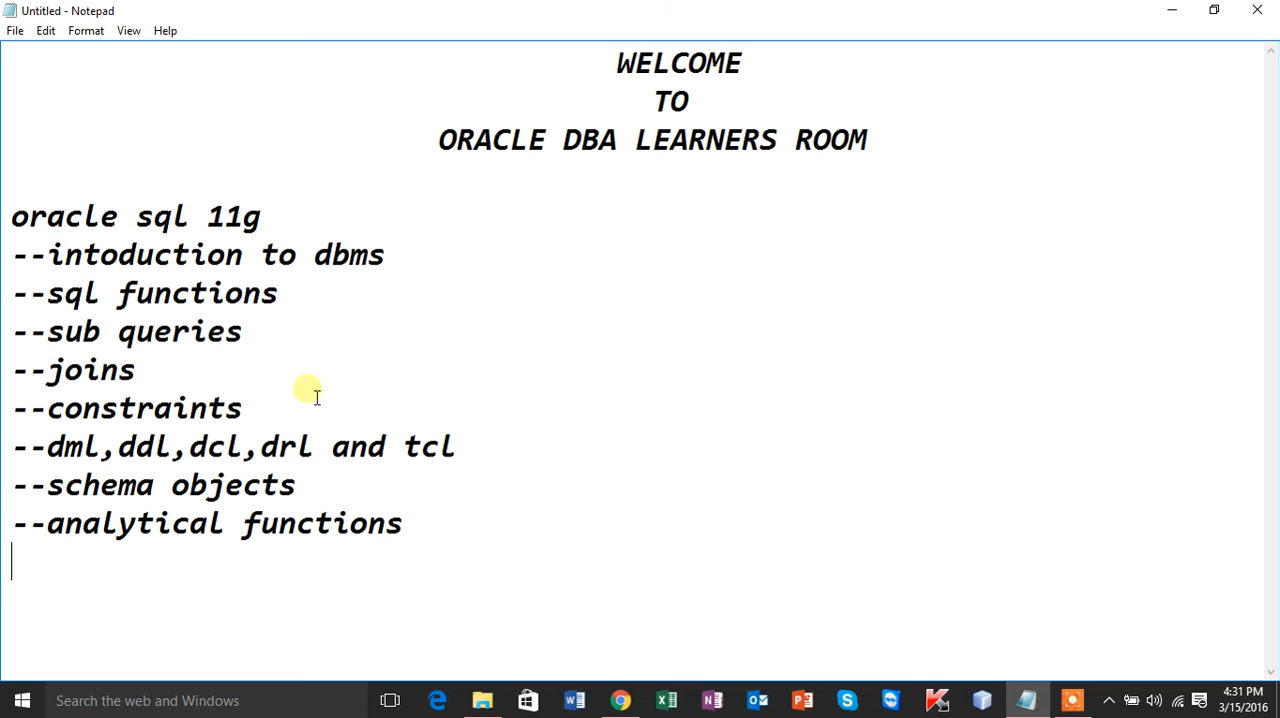 Untitled - Notepad
File Edit Format View Help
WELCOME
TO
ORACLE DBA LEARNERS ROOM
oracle sql 11g
--intoduction to dbms
--sql functions
--sub queries
--joins
--constraints
--dml,ddl,dcl,drl and tcl
--schema objects
--analytical functions
Search the web and Windows
4:31 PM
3/15/2016